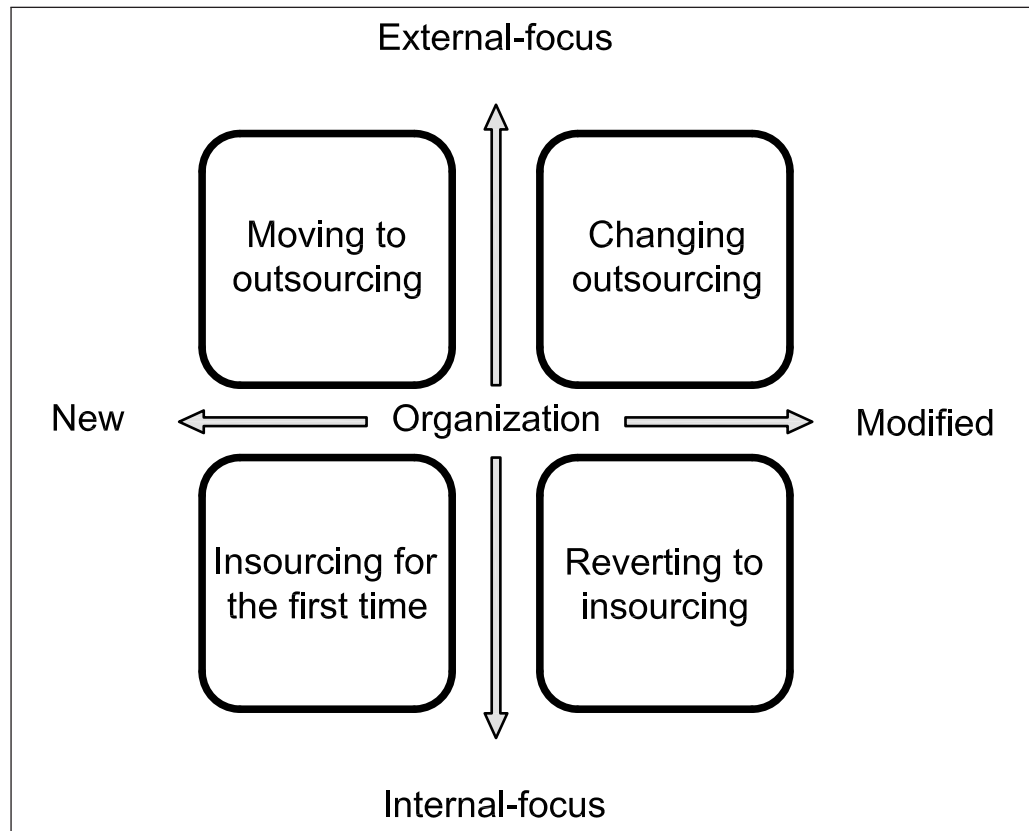 External-focus
Moving to
outsourcing
Changing
outsourcing
New
Organization
Modified
Insourcing for
the first time
Reverting to
insourcing
Internal-focus